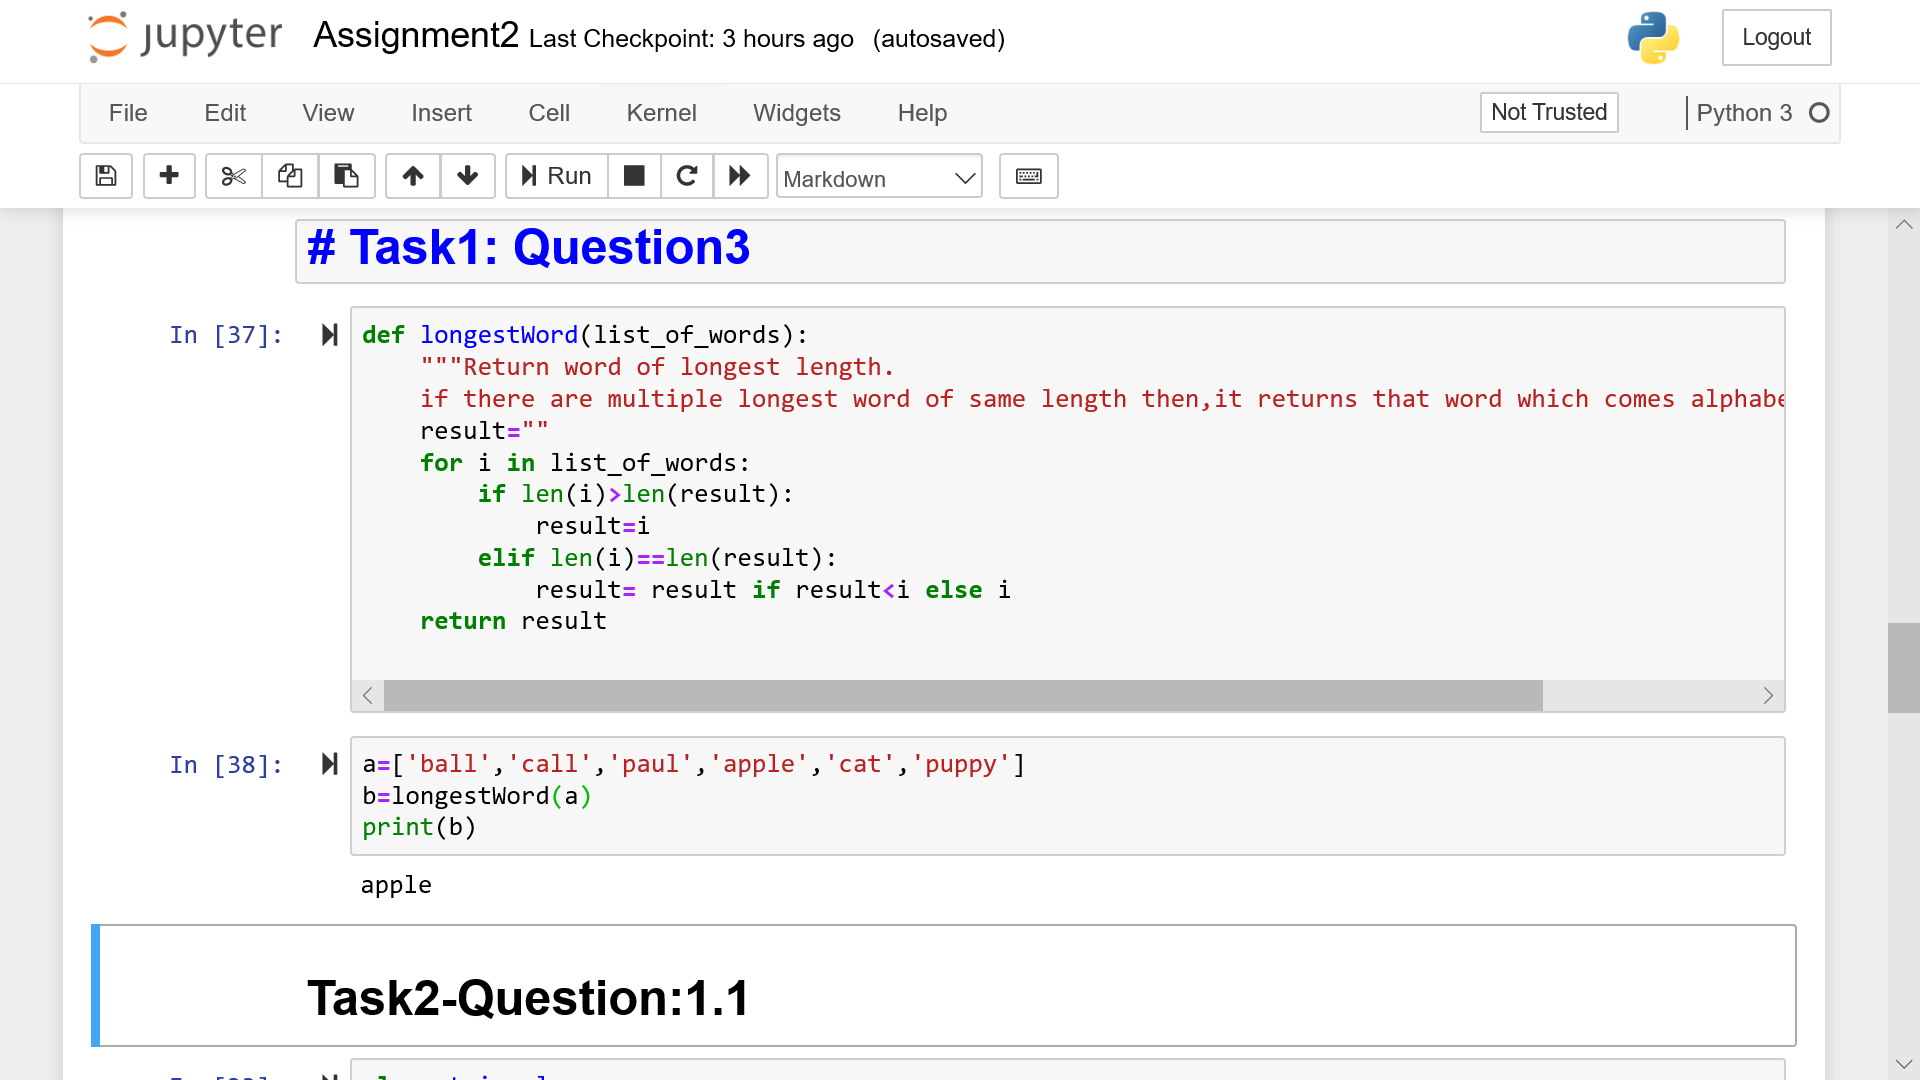 jupyter Assignment2 Last Checkpoint: 3 hours ago (autosaved) Logout
File Edit View Insert Cell Kernel Widgets Help Not Trusted Python 3
Run Markdown
# Task1: Question3
In [37]: def longestWord(list_of_words):
"""Return word of longest length.
if there are multiple longest word of same length then,it returns that word which comes
result=""
for i in list_of_words:
if len(i)>len(result):
result=i
elif len(i)==len(result):
result= result if result<i else i
return result
In [38]: a=['ball','call','paul','apple','cat','puppy']
b=longestWord(a)
print(b)
apple
Task2-Question:1.1